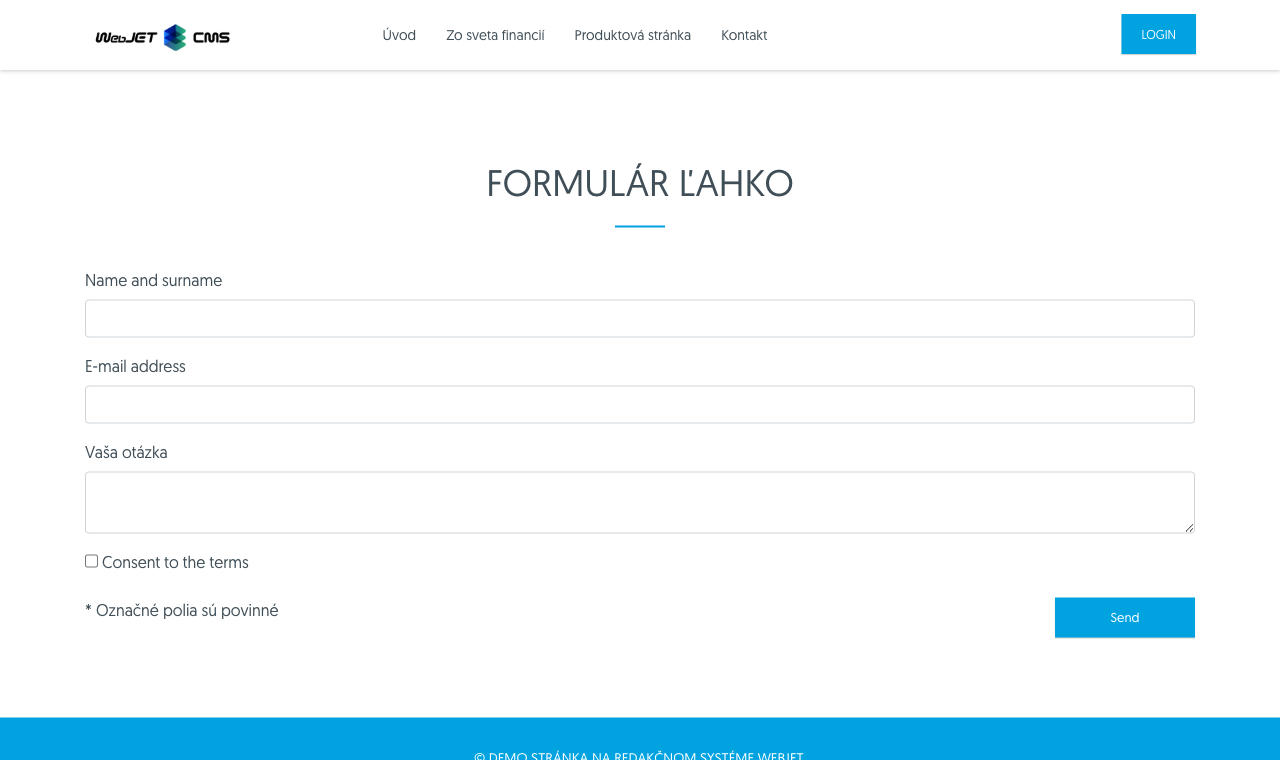 WebJET CMS
Úvod Zo sveta financií Produktová stránka Kontakt
LOGIN
FORMULÁR ĽAHKO
Name and surname
E-mail address
Vaša otázka
Consent to the terms
* Označné polia sú povinné
Send
© DEMO STRÁNKA NA REDAKČNOM SYSTÉME WEBJET